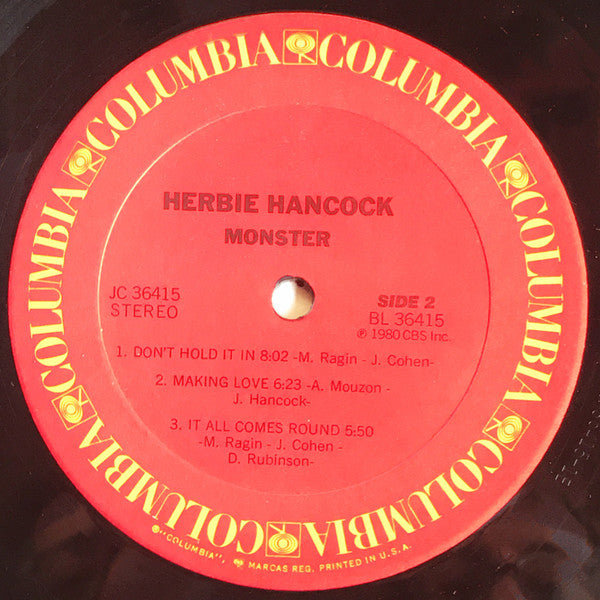 COLUMBIA COLUMBIA COLUMBIA COLUMBIA COLUMBIA COLUMBIA
HERBIE HANCOCK
MONSTER
JC 36415
STEREO
SIDE 2
BL 36415
℗ 1980 CBS Inc.
1. DON'T HOLD IT IN 8:02 -M. Ragin - J. Cohen-
2. MAKING LOVE 6:23 -A. Mouzon -
J. Hancock-
3. IT ALL COMES ROUND 5:50
-M. Ragin - J. Cohen -
D. Rubinson-
®"COLUMBIA", MARCAS REG. PRINTED IN U.S.A.